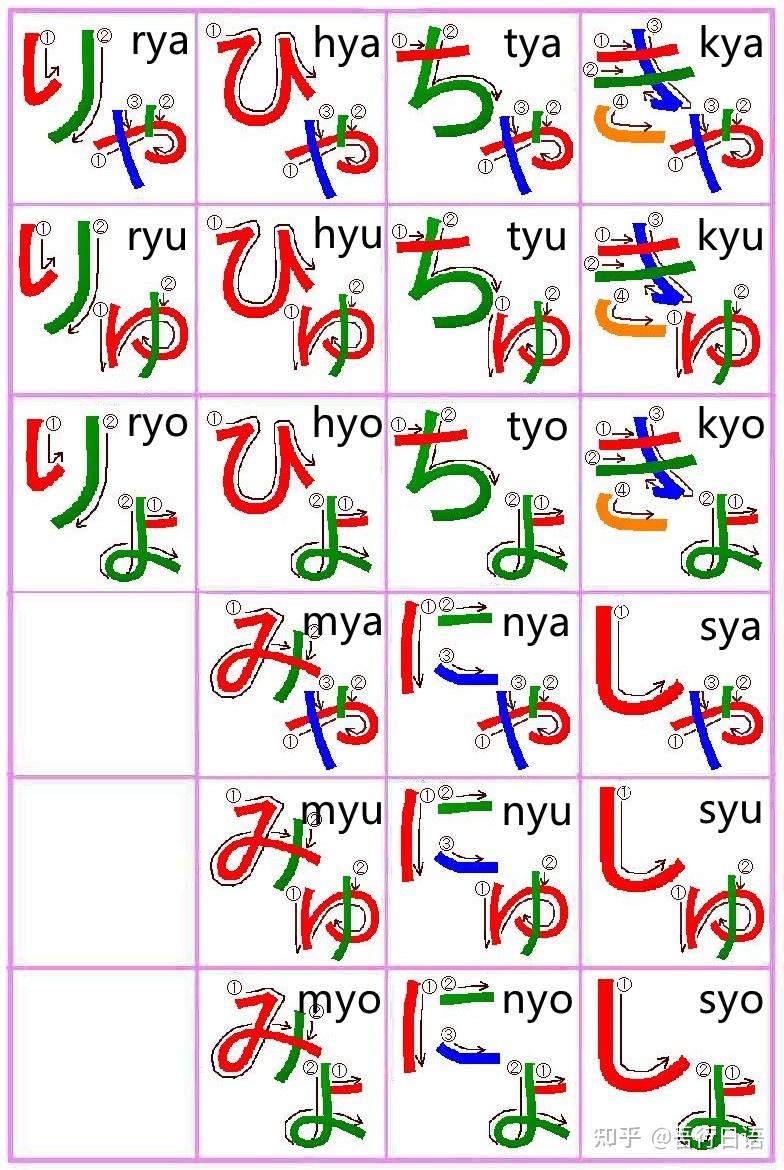 りゃ rya ひゃ hya ちゃ tya きゃ kya
りゅ ryu ひゅ hyu ちゅ tyu きゅ kyu
りょ ryo ひょ hyo ちょ tyo きょ kyo
みゃ mya にゃ nya しゃ sya
みゅ myu にゅ nyu しゅ syu
みょ myo にょ nyo しょ syo
知乎 @吾行日语